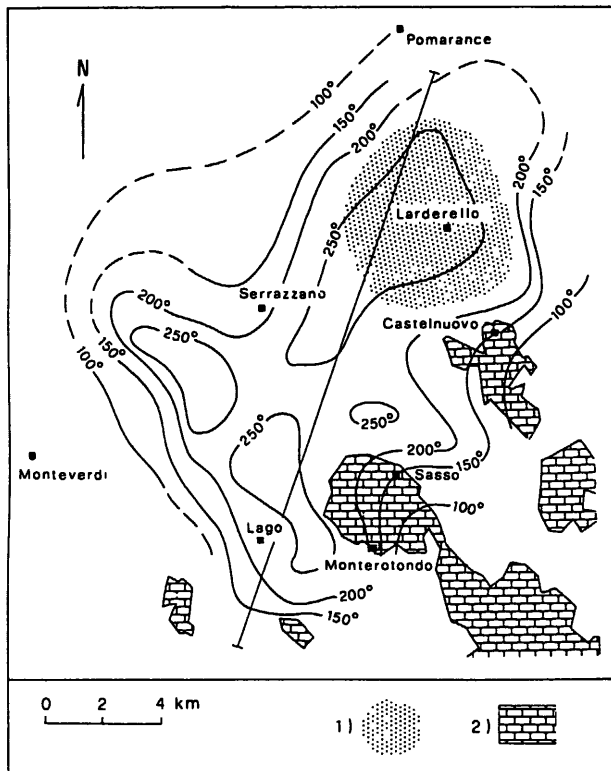 Pomarance
N
100°
150°
200°
200°
150°
Larderello
250°
200°
Serrazzano
100°
250°
Castelnuovo
150°
100°
250°
250°
200°
150°
Sasso
Monteverdi
100°
Lago
Monterotondo
200°
150°
0 2 4 km
1)
2)